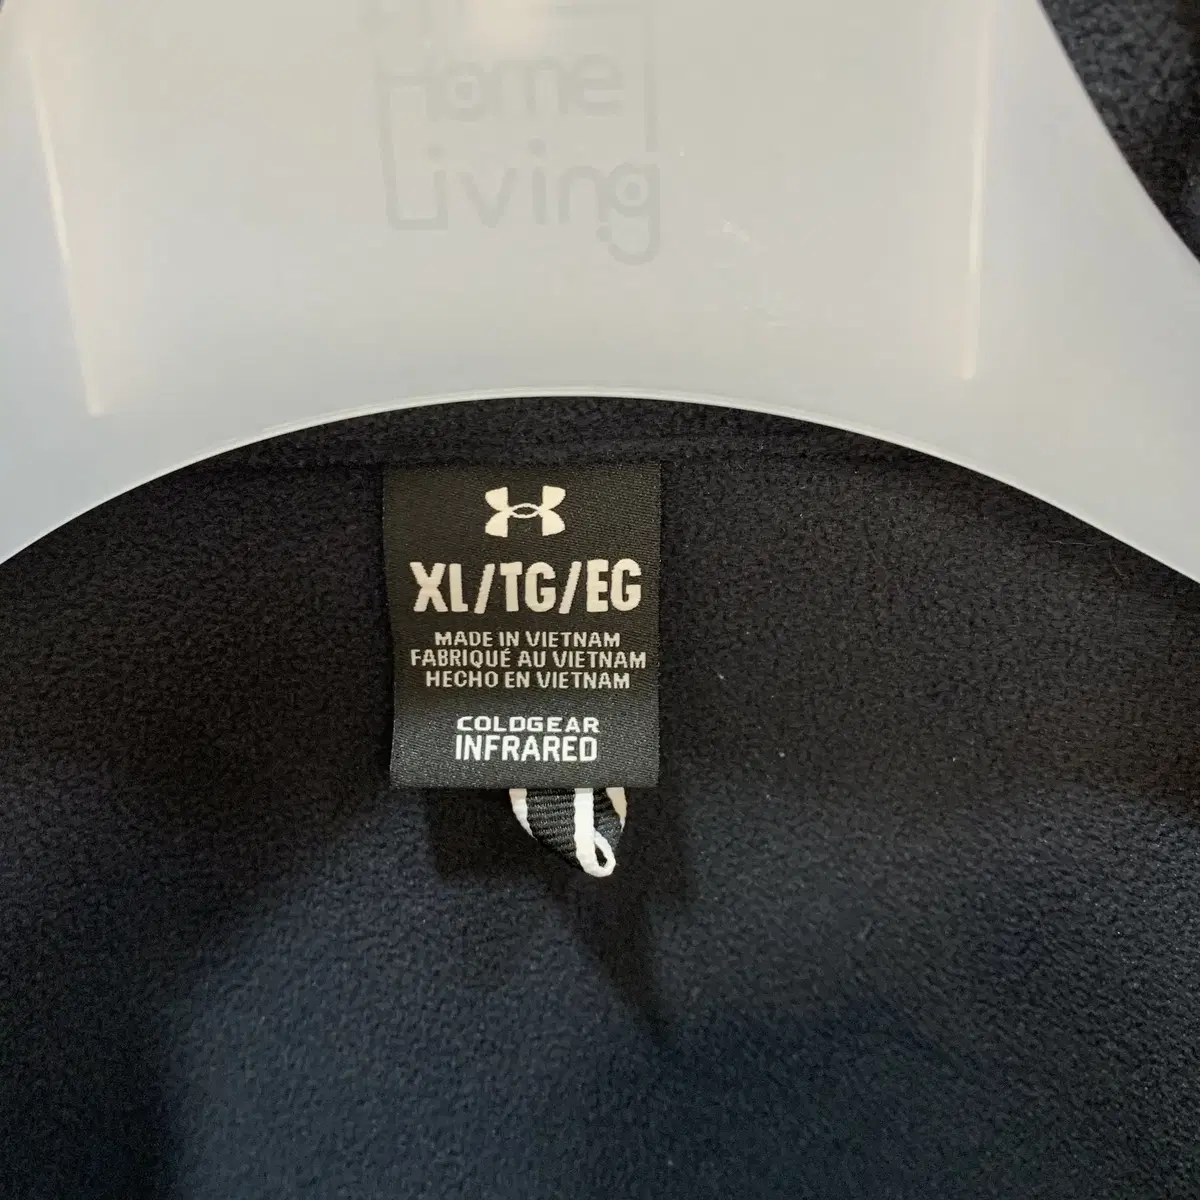 Home
Living
XL/TG/EG
MADE IN VIETNAM
FABRIQUÉ AU VIETNAM
HECHO EN VIETNAM
COLDGEAR
INFRARED